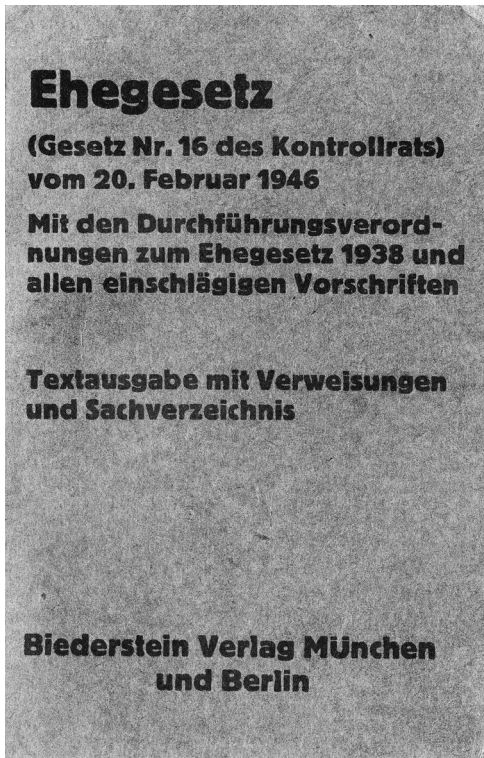 Ehegesetz
(Gesetz Nr. 16 des Kontrollrats)
vom 20. Februar 1946
Mit den Durchführungsverord-
nungen zum Ehegesetz 1938 und
allen einschlägigen Vorschriften
Textausgabe mit Verweisungen
und Sachverzeichnis
Biederstein Verlag München
und Berlin